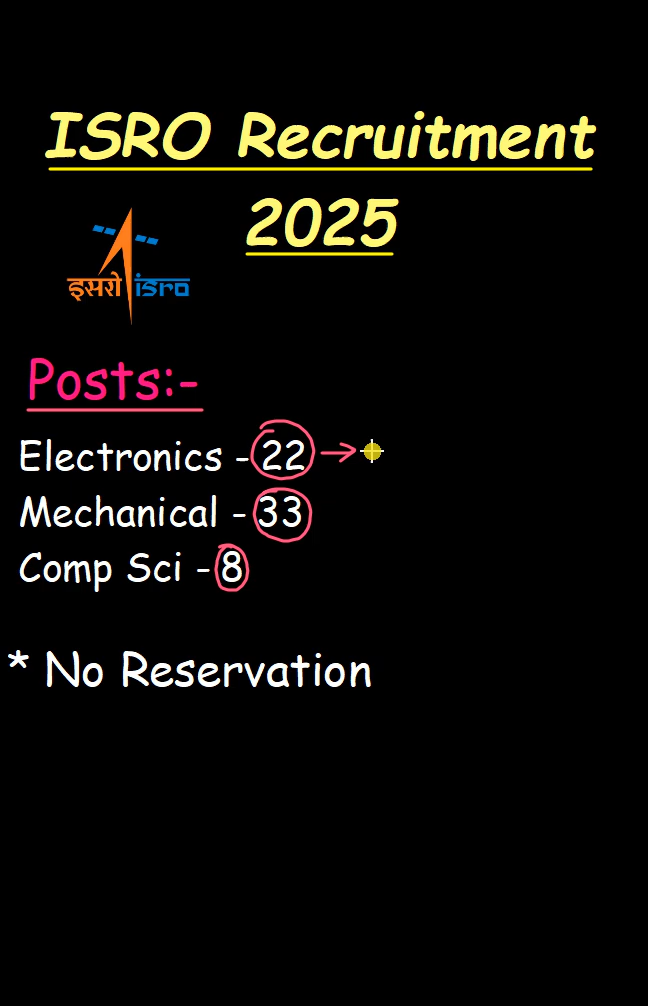 ISRO Recruitment
2025
इसरो isro
Posts:-
Electronics - 22 →
Mechanical - 33
Comp Sci - 8
* No Reservation